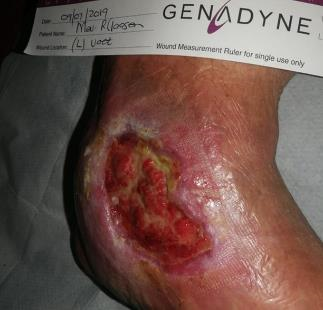 GENADYNE
Date: 09/01/2019
Patient Name:
Wound Location: (L) voet
Wound Measurement Ruler for single use only